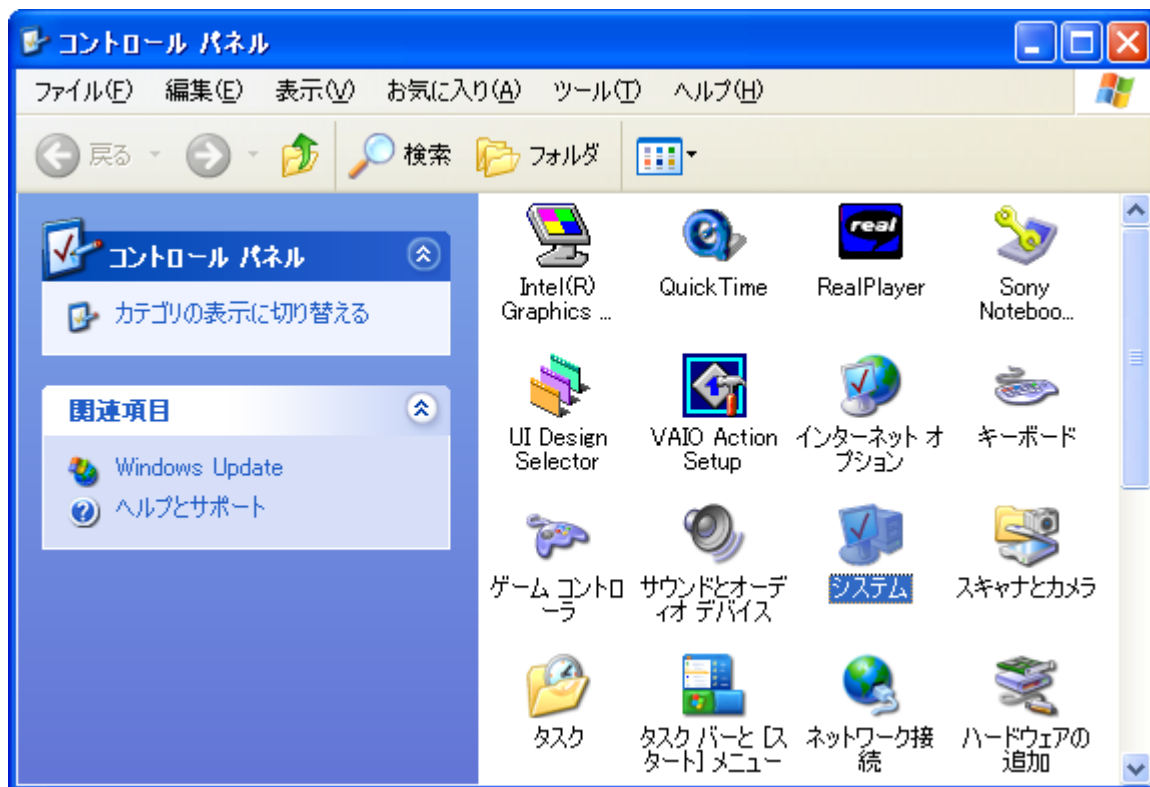 コントロール パネル
ファイル(F) 編集(E) 表示(V) お気に入り(A) ツール(T) ヘルプ(H)
戻る 検索 フォルダ
コントロール パネル
カテゴリの表示に切り替える
関連項目
Windows Update
ヘルプとサポート
real
Intel(R)
Graphics ...
QuickTime
RealPlayer
Sony
Noteboo...
UI Design
Selector
VAIO Action
Setup
インターネット オ
プション
キーボード
ゲーム コントロ
ーラ
サウンドとオーデ
ィオ デバイス
システム
スキャナとカメラ
タスク
タスク バーと [ス
タート] メニュー
ネットワーク接
続
ハードウェアの
追加